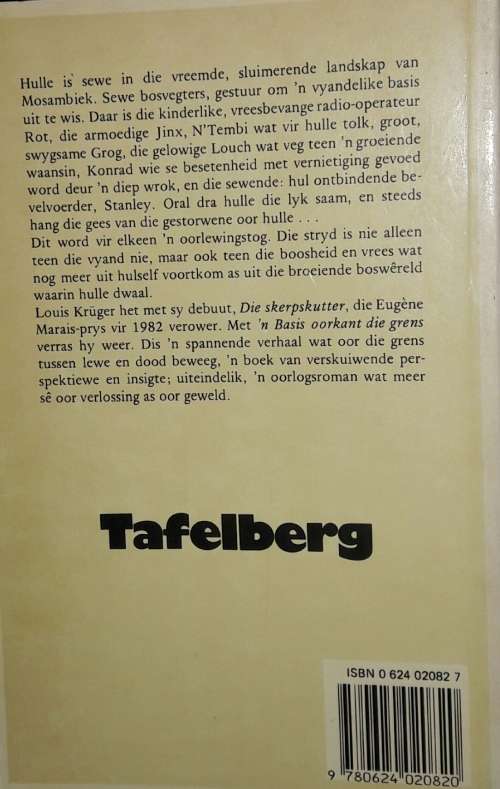 Hulle is sewe in die vreemde, sluimerende landskap van
Mosambiek. Sewe bosvegters, gestuur om 'n vyandelike basis
uit te wis. Daar is die kinderlike, vreesbevange radio-operateur
Rot, die armoedige Jinx, N'Tembi wat vir hulle tolk, groot,
swygsame Grog, die gelowige Louch wat veg teen 'n groeiende
waansin, Konrad wie se besetenheid met vernietiging gevoed
word deur 'n diep wrok, en die sewende: hul ontbindende be-
velvoerder, Stanley. Oral dra hulle die lyk saam, en steeds
hang die gees van die gestorwene oor hulle . . .
Dit word vir elkeen 'n oorlewingstog. Die stryd is nie alleen
teen die vyand nie, maar ook teen die boosheid en vrees wat
nog meer uit hulself voortkom as uit die broeiende boswêreld
waarin hulle dwaal.
Louis Krüger het met sy debuut, Die skerpskutter, die Eugène
Marais-prys vir 1982 verower. Met 'n Basis oorkant die grens
verras hy weer. Dis 'n spannende verhaal wat oor die grens
tussen lewe en dood beweeg, 'n boek van verskuiwende per-
spektiewe en insigte; uiteindelik, 'n oorlogsroman wat meer
sê oor verlossing as oor geweld.
Tafelberg
ISBN 0 624 02082 7
9 780624 020820